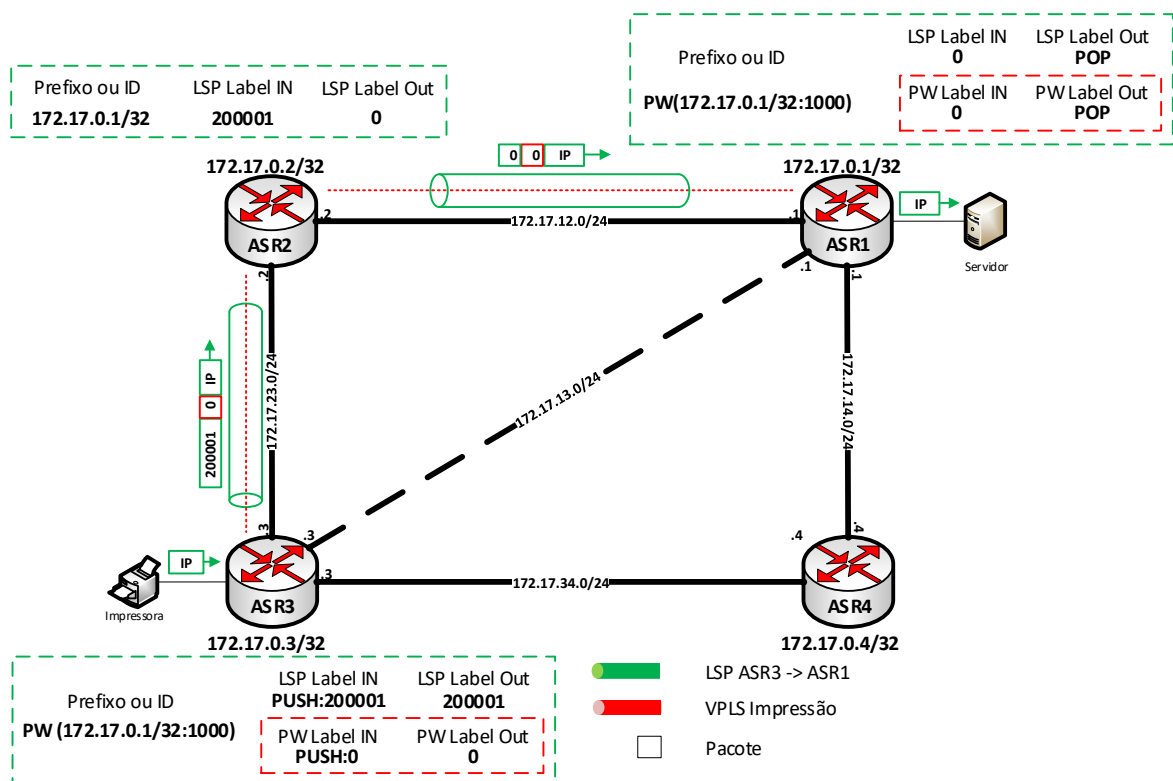 LSP Label IN LSP Label Out
0 POP
Prefixo ou ID
PW Label IN PW Label Out
PW(172.17.0.1/32:1000)
0 POP
Prefixo ou ID LSP Label IN LSP Label Out
172.17.0.1/32 200001 0
172.17.0.2/32
0 0 IP
172.17.0.1/32
IP
.2 172.17.12.0/24 .1
ASR2
ASR1
Servidor
.2
.1
.1
200001 0 IP
172.17.23.0/24
172.17.13.0/24
172.17.14.0/24
.3
.3
.4
.4
IP
.3 172.17.34.0/24
ASR3
ASR4
Impressora
172.17.0.3/32
172.17.0.4/32
LSP Label IN LSP Label Out
PUSH:200001 200001
Prefixo ou ID
PW (172.17.0.1/32:1000)
PW Label IN PW Label Out
PUSH:0 0
LSP ASR3 -> ASR1
VPLS Impressão
Pacote